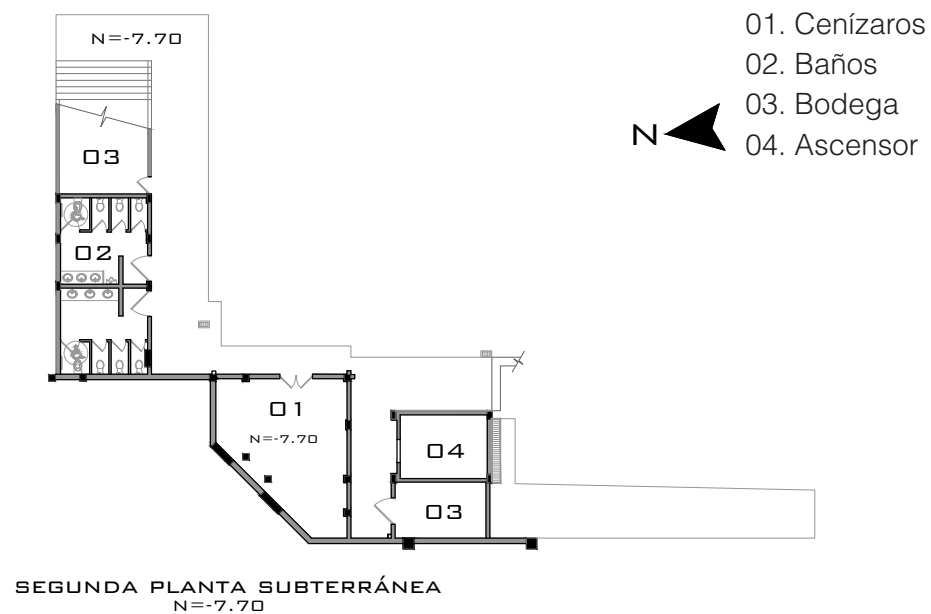 N=-7.70
01. Cenízaros
02. Baños
03. Bodega
04. Ascensor
N
03
02
01
N=-7.70
04
03
SEGUNDA PLANTA SUBTERRÁNEA
N=-7.70